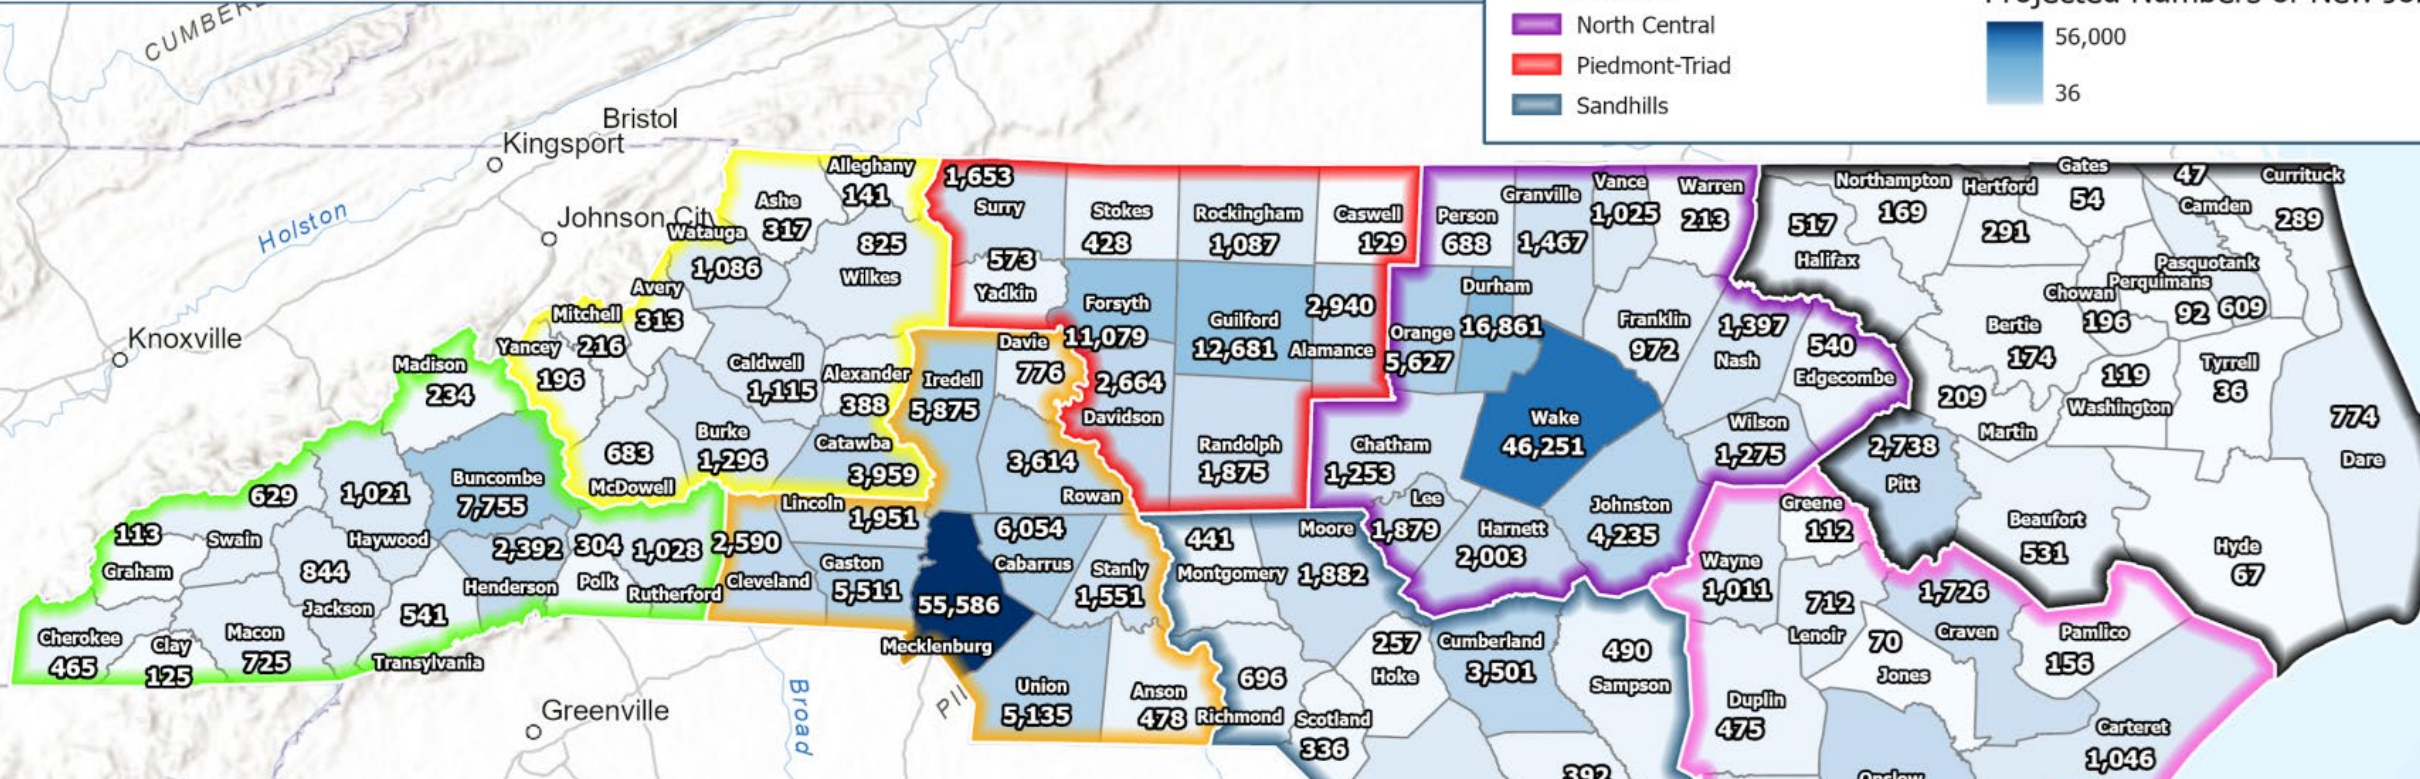 CUMBERL
Projected Numbers of New Jo
North Central
56,000
Piedmont-Triad
36
Sandhills
Bristol
Kingsport
Johnson City
Holston
Knoxville
Greenville
Broad
Alleghany
141
Ashe
317
Watauga
1,086
825
Wilkes
Avery
313
Mitchell
216
Yancey
196
Caldwell
1,115
Alexander
388
Burke
1,296
Catawba
3,959
683
McDowell
Madison
234
Buncombe
7,755
629
Swain
1,021
Haywood
113
Graham
844
Jackson
2,392
Henderson
304
Polk
1,028
Rutherford
Cherokee
465
Clay
125
Macon
725
541
Transylvania
1,653
Surry
Stokes
428
Rockingham
1,087
Caswell
129
573
Yadkin
Forsyth
11,079
Guilford
12,681
2,940
Alamance
2,664
Davidson
Randolph
1,875
Davie
776
Iredell
5,875
3,614
Rowan
Lincoln
1,951
2,590
Cleveland
Gaston
5,511
55,586
Mecklenburg
6,054
Cabarrus
Stanly
1,551
Union
5,135
Anson
478
Person
688
Granville
1,467
Vance
1,025
Warren
213
Orange
5,627
Durham
16,861
Franklin
972
1,397
Nash
540
Edgecombe
Wake
46,251
Wilson
1,275
Chatham
1,253
Lee
1,879
Harnett
2,003
Johnston
4,235
441
Montgomery
Moore
1,882
696
Richmond
Scotland
336
257
Hoke
Cumberland
3,501
490
Sampson
392
Northampton
169
Hertford
291
Gates
54
47
Camden
Currituck
289
517
Halifax
Pasquotank
609
Perquimans
92
Chowan
196
Bertie
174
209
Martin
119
Washington
Tyrrell
36
774
Dare
2,738
Pitt
Beaufort
531
Hyde
67
Greene
112
Wayne
1,011
712
Lenoir
1,726
Craven
70
Jones
Pamlico
156
Duplin
475
Carteret
1,046
Onslow